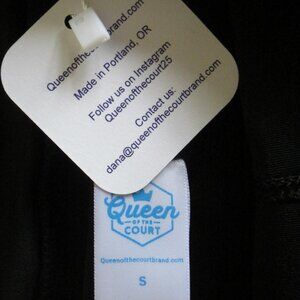 Queenofthecourtbrand.com
Made in Portland, OR
Follow us on Instagram
Queenofthecourt25
Contact us:
dana@queenofthecourtbrand.com
Queen
OF THE
COURT
Queenofthecourtbrand.com
S